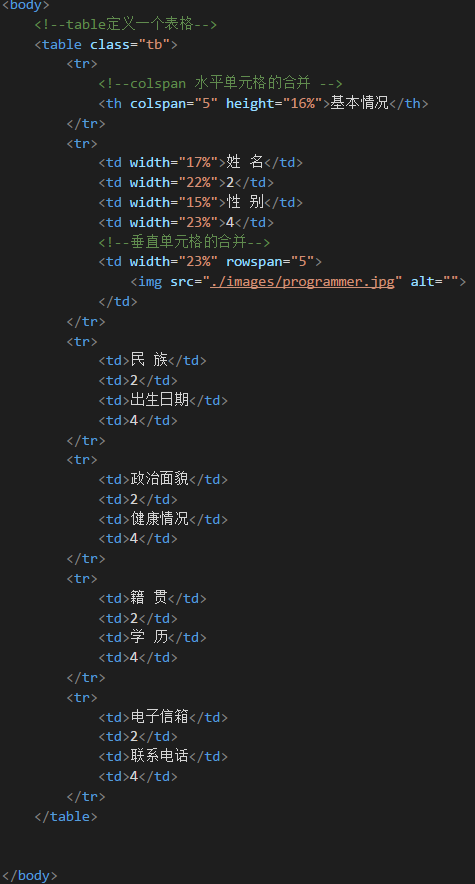 <body>
<!--table定义一个表格-->
<table class="tb">
<tr>
<!--colspan 水平单元格的合并 -->
<th colspan="5" height="16%">基本情况</th>
</tr>
<tr>
<td width="17%">姓 名</td>
<td width="22%">2</td>
<td width="15%">性 别</td>
<td width="23%">4</td>
<!--垂直单元格的合并-->
<td width="23%" rowspan="5">
<img src="./images/programmer.jpg" alt="">
</td>
</tr>
<tr>
<td>民 族</td>
<td>2</td>
<td>出生日期</td>
<td>4</td>
</tr>
<tr>
<td>政治面貌</td>
<td>2</td>
<td>健康情况</td>
<td>4</td>
</tr>
<tr>
<td>籍 贯</td>
<td>2</td>
<td>学 历</td>
<td>4</td>
</tr>
<tr>
<td>电子信箱</td>
<td>2</td>
<td>联系电话</td>
<td>4</td>
</tr>
</table>
</body>